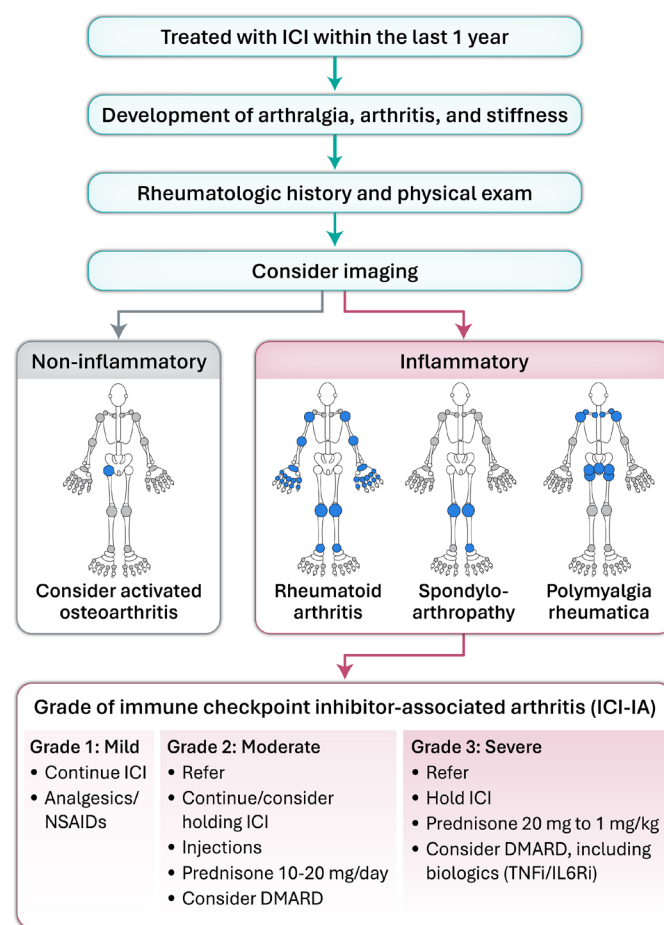 Treated with ICI within the last 1 year
Development of arthralgia, arthritis, and stiffness
Rheumatologic history and physical exam
Consider imaging
Non-inflammatory
Consider activated
osteoarthritis
Inflammatory
Rheumatoid
arthritis
Spondylo-
arthropathy
Polymyalgia
rheumatica
Grade of immune checkpoint inhibitor-associated arthritis (ICI-IA)
Grade 1: Mild
• Continue ICI
• Analgesics/
NSAIDs
Grade 2: Moderate
• Refer
• Continue/consider
holding ICI
• Injections
• Prednisone 10-20 mg/day
• Consider DMARD
Grade 3: Severe
• Refer
• Hold ICI
• Prednisone 20 mg to 1 mg/kg
• Consider DMARD, including
biologics (TNFi/IL6Ri)